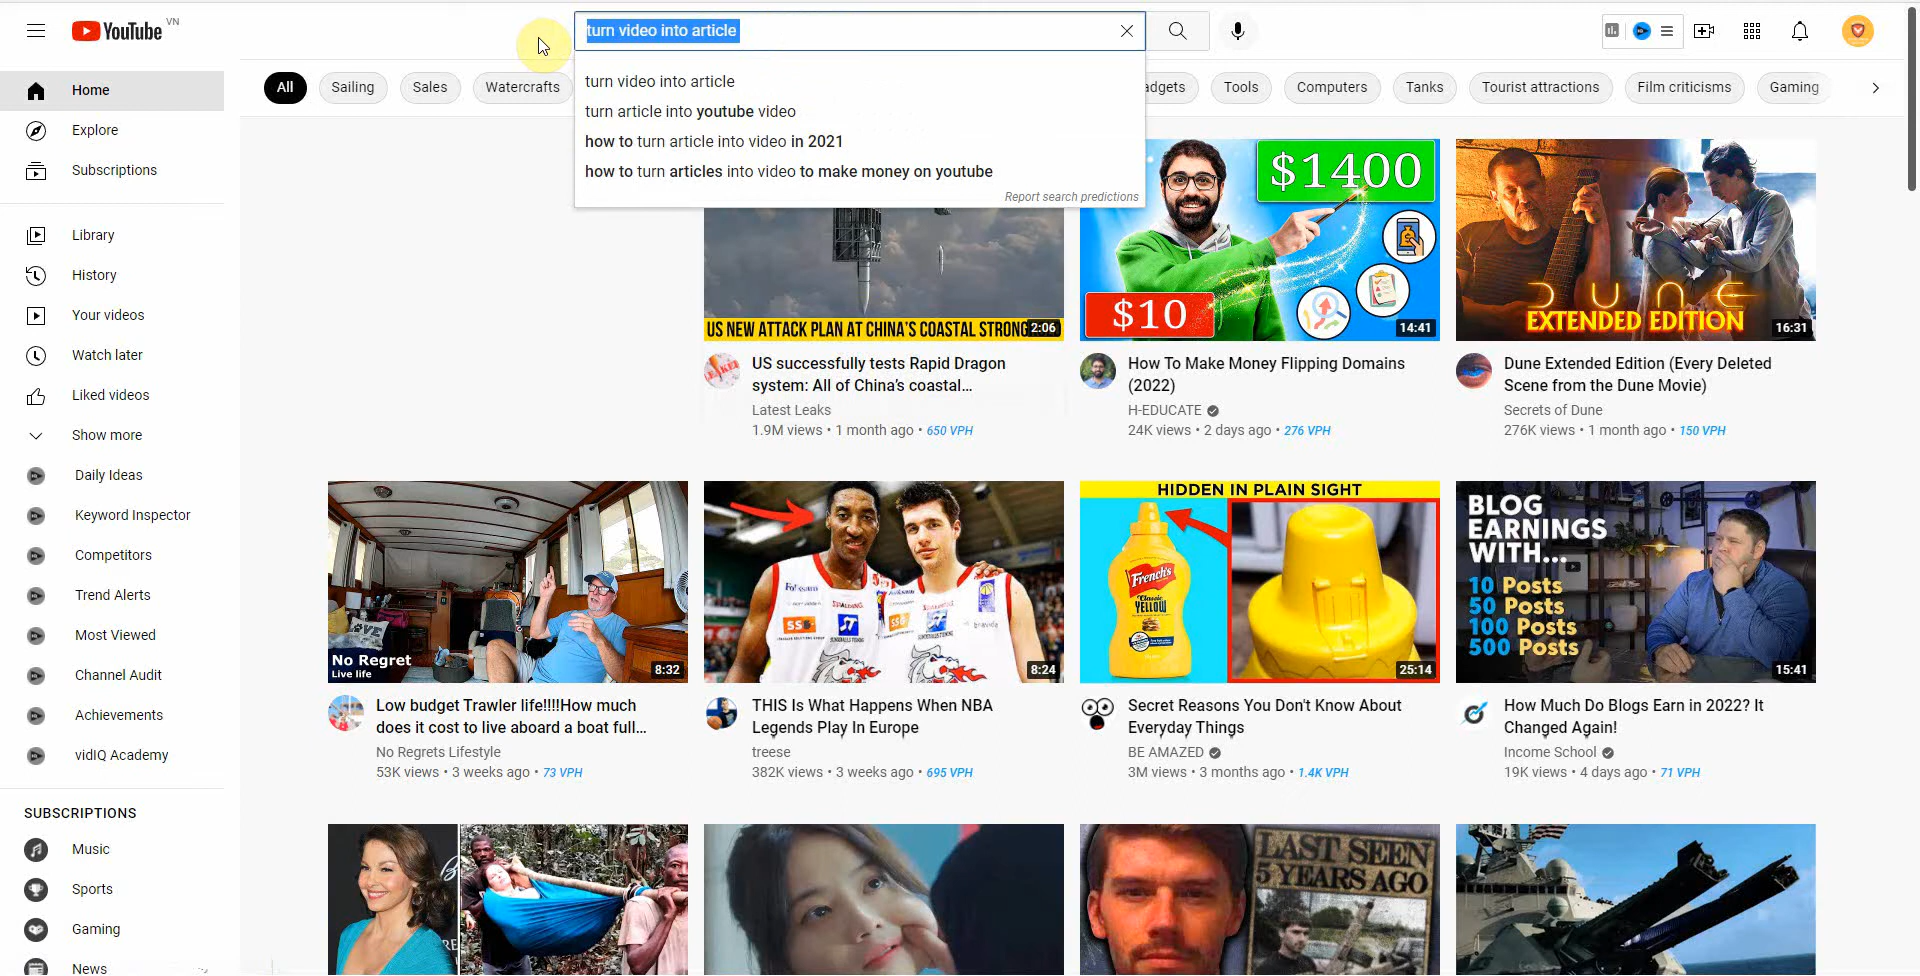 YouTube VN
turn video into article
turn video into article
turn article into youtube video
how to turn article into video in 2021
how to turn articles into video to make money on youtube
Report search predictions
All
Sailing
Sales
Watercrafts
adgets
Tools
Computers
Tanks
Tourist attractions
Film criticisms
Gaming
Home
Explore
Subscriptions
Library
History
Your videos
Watch later
Liked videos
Show more
Daily Ideas
Keyword Inspector
Competitors
Trend Alerts
Most Viewed
Channel Audit
Achievements
vidIQ Academy
SUBSCRIPTIONS
Music
Sports
Gaming
News
US NEW ATTACK PLAN AT CHINA'S COASTAL STRONG
2:06
US successfully tests Rapid Dragon
system: All of China's coastal...
Latest Leaks
1.9M views • 1 month ago • 650 VPH
$1400
$10
14:41
How To Make Money Flipping Domains
(2022)
H-EDUCATE
24K views • 2 days ago • 276 VPH
DUNE
EXTENDED EDITION
16:31
Dune Extended Edition (Every Deleted
Scene from the Dune Movie)
Secrets of Dune
276K views • 1 month ago • 150 VPH
No Regret
Live life
8:32
Low budget Trawler life!!!!How much
does it cost to live aboard a boat full...
No Regrets Lifestyle
53K views • 3 weeks ago • 73 VPH
SPALDING
8:24
THIS Is What Happens When NBA
Legends Play In Europe
treese
382K views • 3 weeks ago • 695 VPH
HIDDEN IN PLAIN SIGHT
French's
Classic
YELLOW
25:14
Secret Reasons You Don't Know About
Everyday Things
BE AMAZED
3M views • 3 months ago • 1.4K VPH
BLOG
EARNINGS
WITH...
10 Posts
50 Posts
100 Posts
500 Posts
15:41
How Much Do Blogs Earn in 2022? It
Changed Again!
Income School
19K views • 4 days ago • 71 VPH
LAST SEEN
5 YEARS AGO